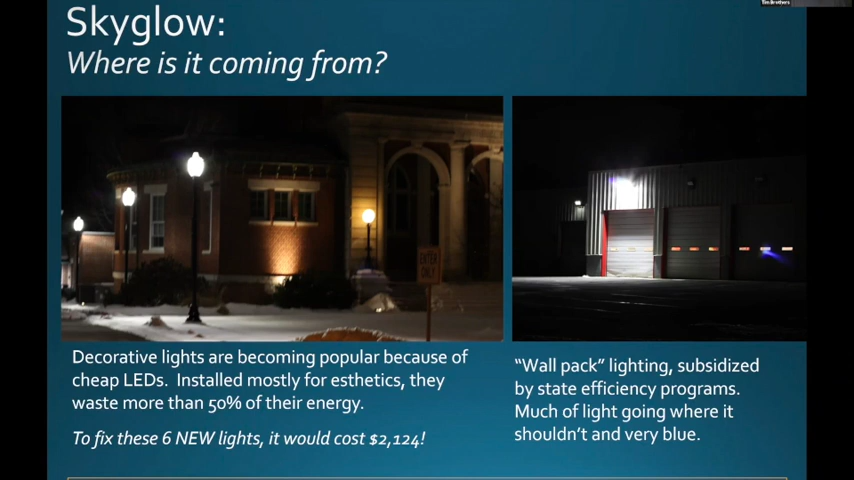 Tim Brothers
Skyglow:
Where is it coming from?
ENTER
ONLY
Decorative lights are becoming popular because of
cheap LEDs. Installed mostly for esthetics, they
waste more than 50% of their energy.
To fix these 6 NEW lights, it would cost $2,124!
“Wall pack” lighting, subsidized
by state efficiency programs.
Much of light going where it
shouldn’t and very blue.